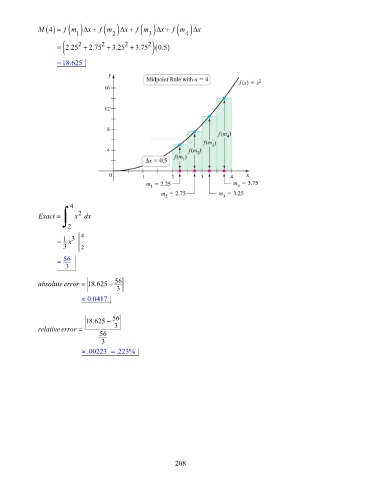 M(4) = f(m₁)Δx + f(m₂)Δx + f(m₃)Δx + f(m₄)Δx
= (2.25² + 2.75² + 3.25² + 3.75²)(0.5)
= 18.625
y
Midpoint Rule with n = 4
f(x) = x²
16
12
8
4
f(m₄)
f(m₃)
f(m₂)
f(m₁)
Δx = 0.5
0 1 2 3 4 x
m₁ = 2.25
m₄ = 3.75
m₂ = 2.75
m₃ = 3.25
Exact = ∫₂⁴ x² dx
= 1/3 x³ |₂⁴
= 56/3
absolute error = |18.625 − 56/3|
≈ 0.0417
relative error = |18.625 − 56/3| / (56/3)
≈ .00223 = .223%
208